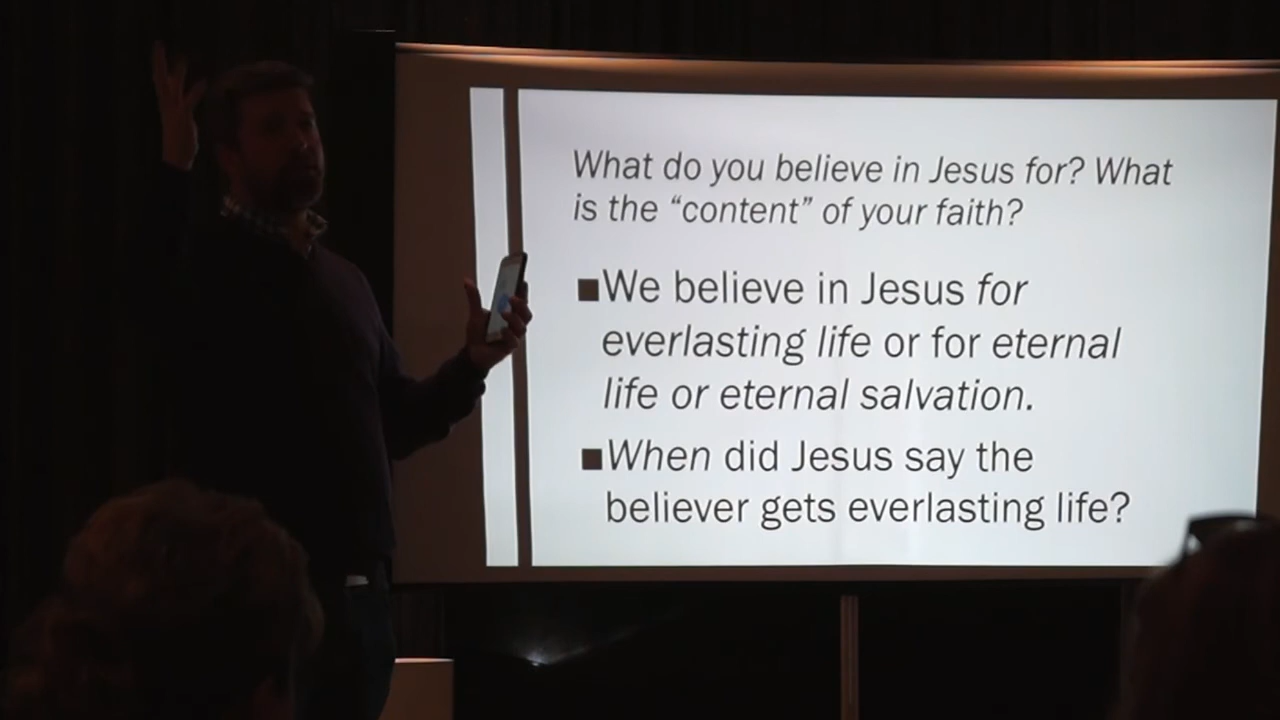 What do you believe in Jesus for? What
is the “content” of your faith?
■We believe in Jesus for
everlasting life or for eternal
life or eternal salvation.
■When did Jesus say the
believer gets everlasting life?